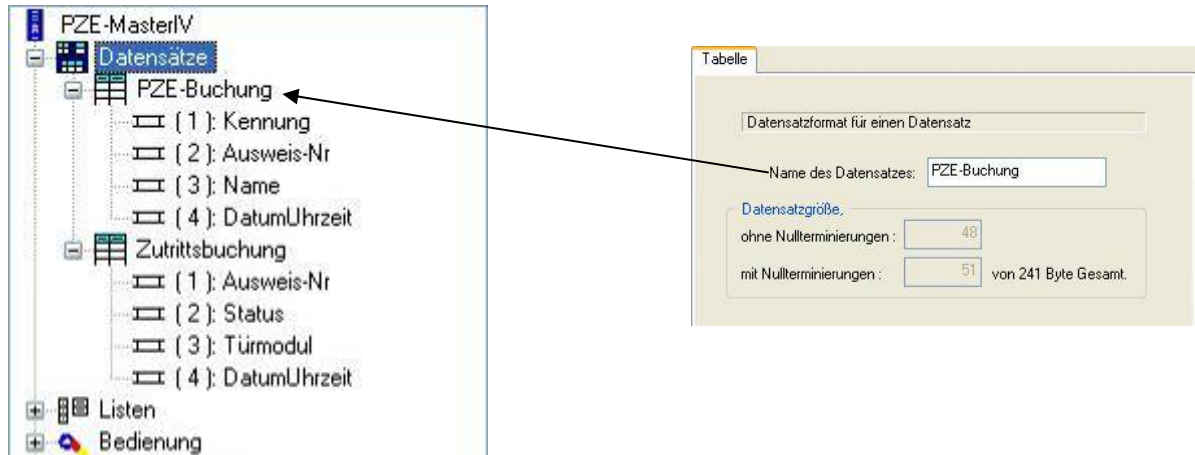 PZE-MasterIV
Datensätze
PZE-Buchung
( 1 ): Kennung
( 2 ): Ausweis-Nr
( 3 ): Name
( 4 ): DatumUhrzeit
Zutrittsbuchung
( 1 ): Ausweis-Nr
( 2 ): Status
( 3 ): Türmodul
( 4 ): DatumUhrzeit
Listen
Bedienung
Tabelle
Datensatzformat für einen Datensatz
Name des Datensatzes: PZE-Buchung
Datensatzgröße,
ohne Nullterminierungen : 48
mit Nullterminierungen : 51 von 241 Byte Gesamt.